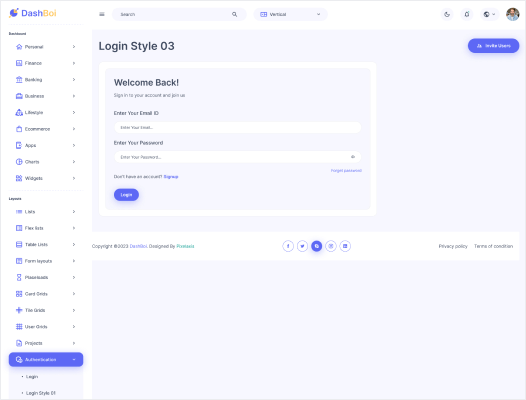 DashBoi
Search
Vertical
Dashboard
Personal
Finance
Banking
Business
Lifestyle
Ecommerce
Apps
Charts
Widgets
Layouts
Lists
Flex lists
Table Lists
Form layouts
Placeloads
Card Grids
Tile Grids
User Grids
Projects
Authentication
Login
Login Style 01
Login Style 03
Invite Users
Welcome Back!
Sign in to your account and join us
Enter Your Email ID
Enter Your Email...
Enter Your Password
Enter Your Password...
Forgot password
Don't have an account? Signup
Login
Copyright ©2023 DashBoi. Designed By Pixelaxis
Privacy policy
Terms of condition